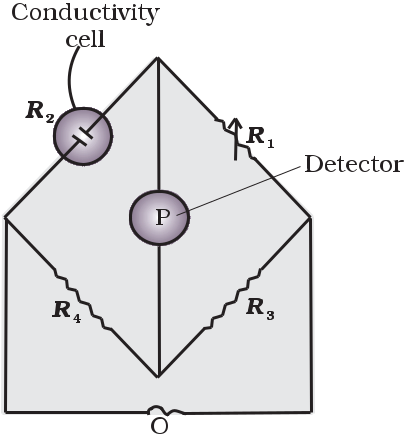 Conductivity
cell
R2
R1
Detector
P
R4
R3
O